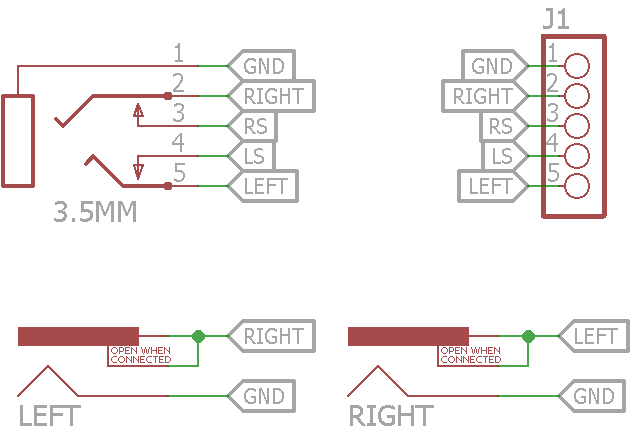 J1
1 GND
2 RIGHT
3 RS
4 LS
5 LEFT
3.5MM
GND 1
RIGHT 2
RS 3
LS 4
LEFT 5
OPEN WHEN
CONNECTED
RIGHT
GND
LEFT
OPEN WHEN
CONNECTED
LEFT
GND
RIGHT